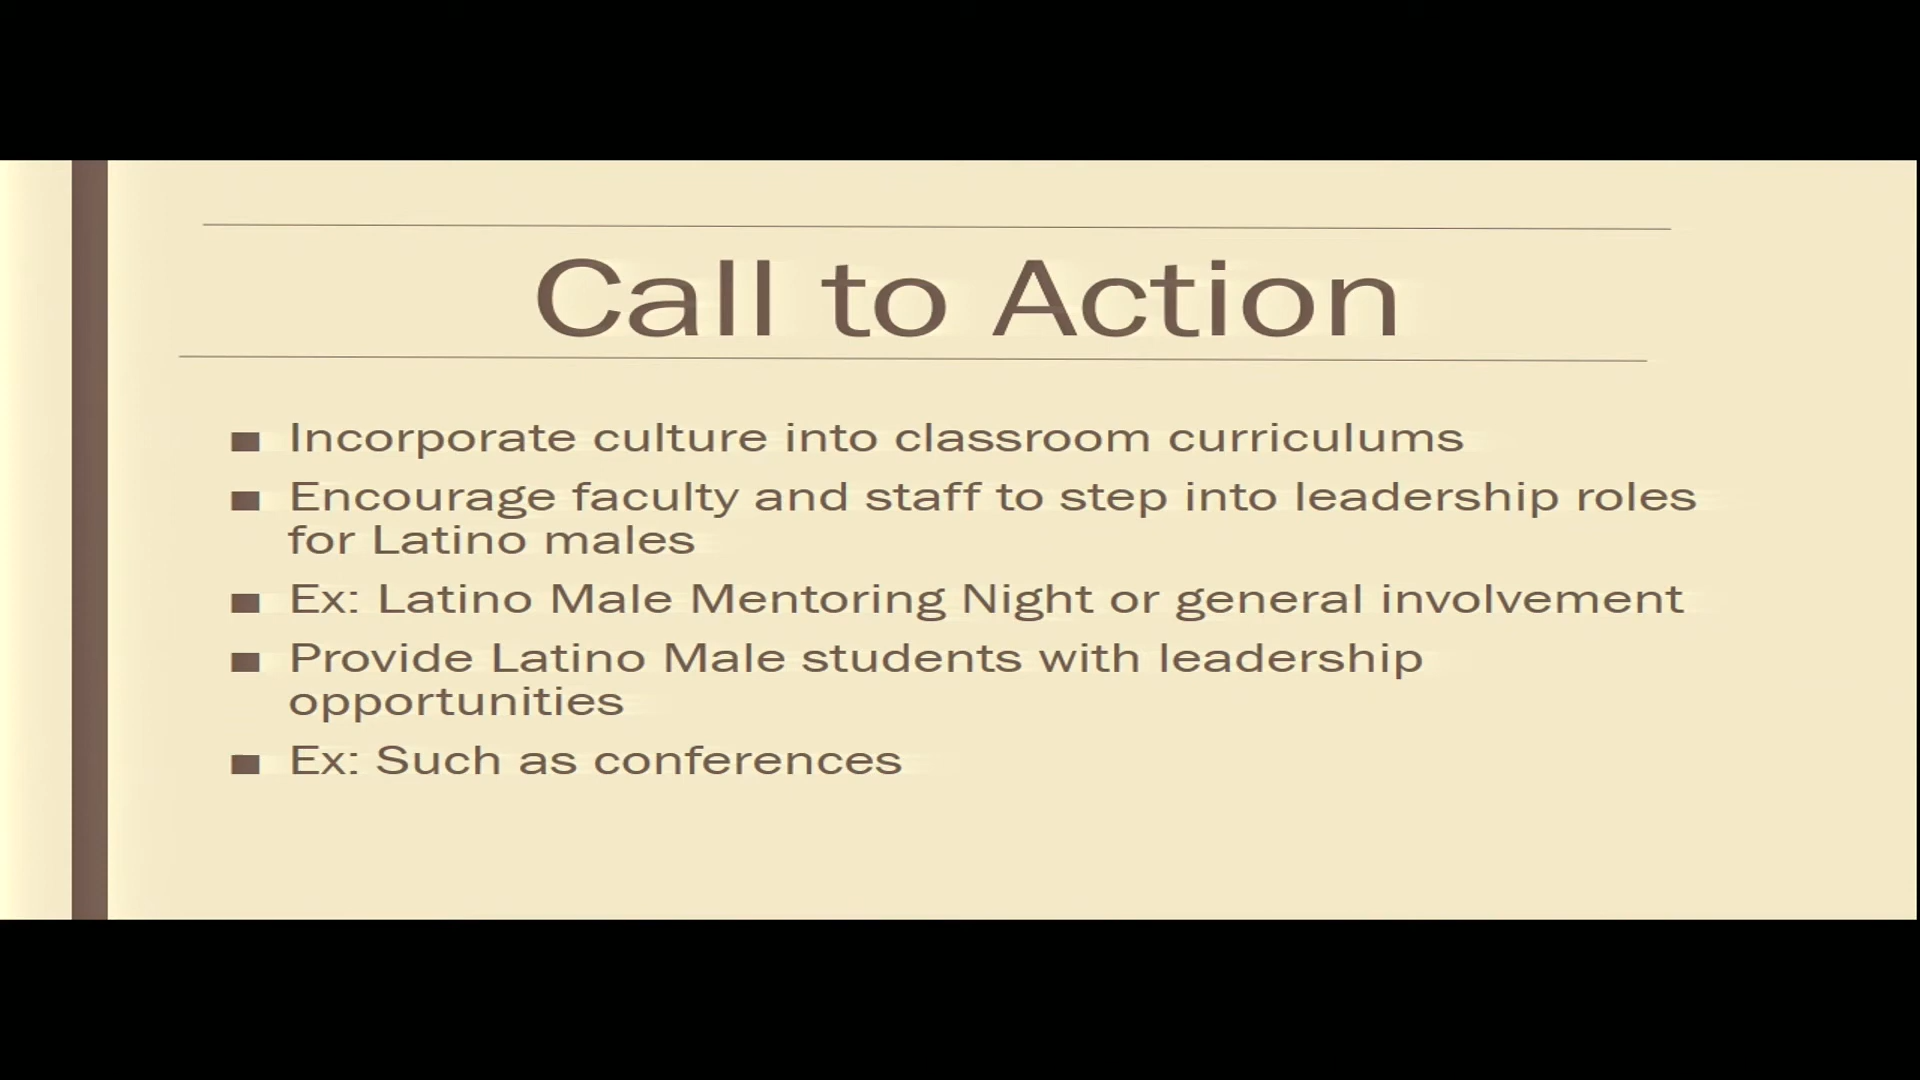 Call to Action
■ Incorporate culture into classroom curriculums
■ Encourage faculty and staff to step into leadership roles
for Latino males
■ Ex: Latino Male Mentoring Night or general involvement
■ Provide Latino Male students with leadership
opportunities
■ Ex: Such as conferences